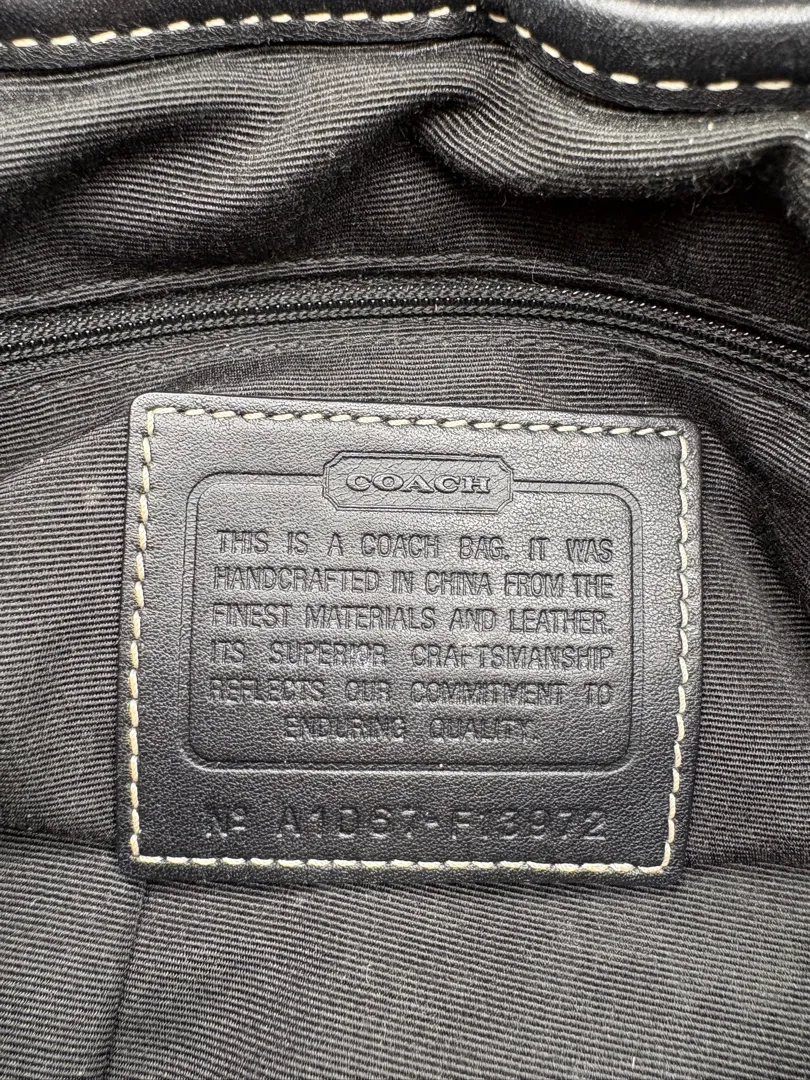 COACH
THIS IS A COACH BAG. IT WAS
HANDCRAFTED IN CHINA FROM THE
FINEST MATERIALS AND LEATHER.
ITS SUPERIOR CRAFTSMANSHIP
REFLECTS OUR COMMITMENT TO
ENDURING QUALITY.
Nº A1067-F13972